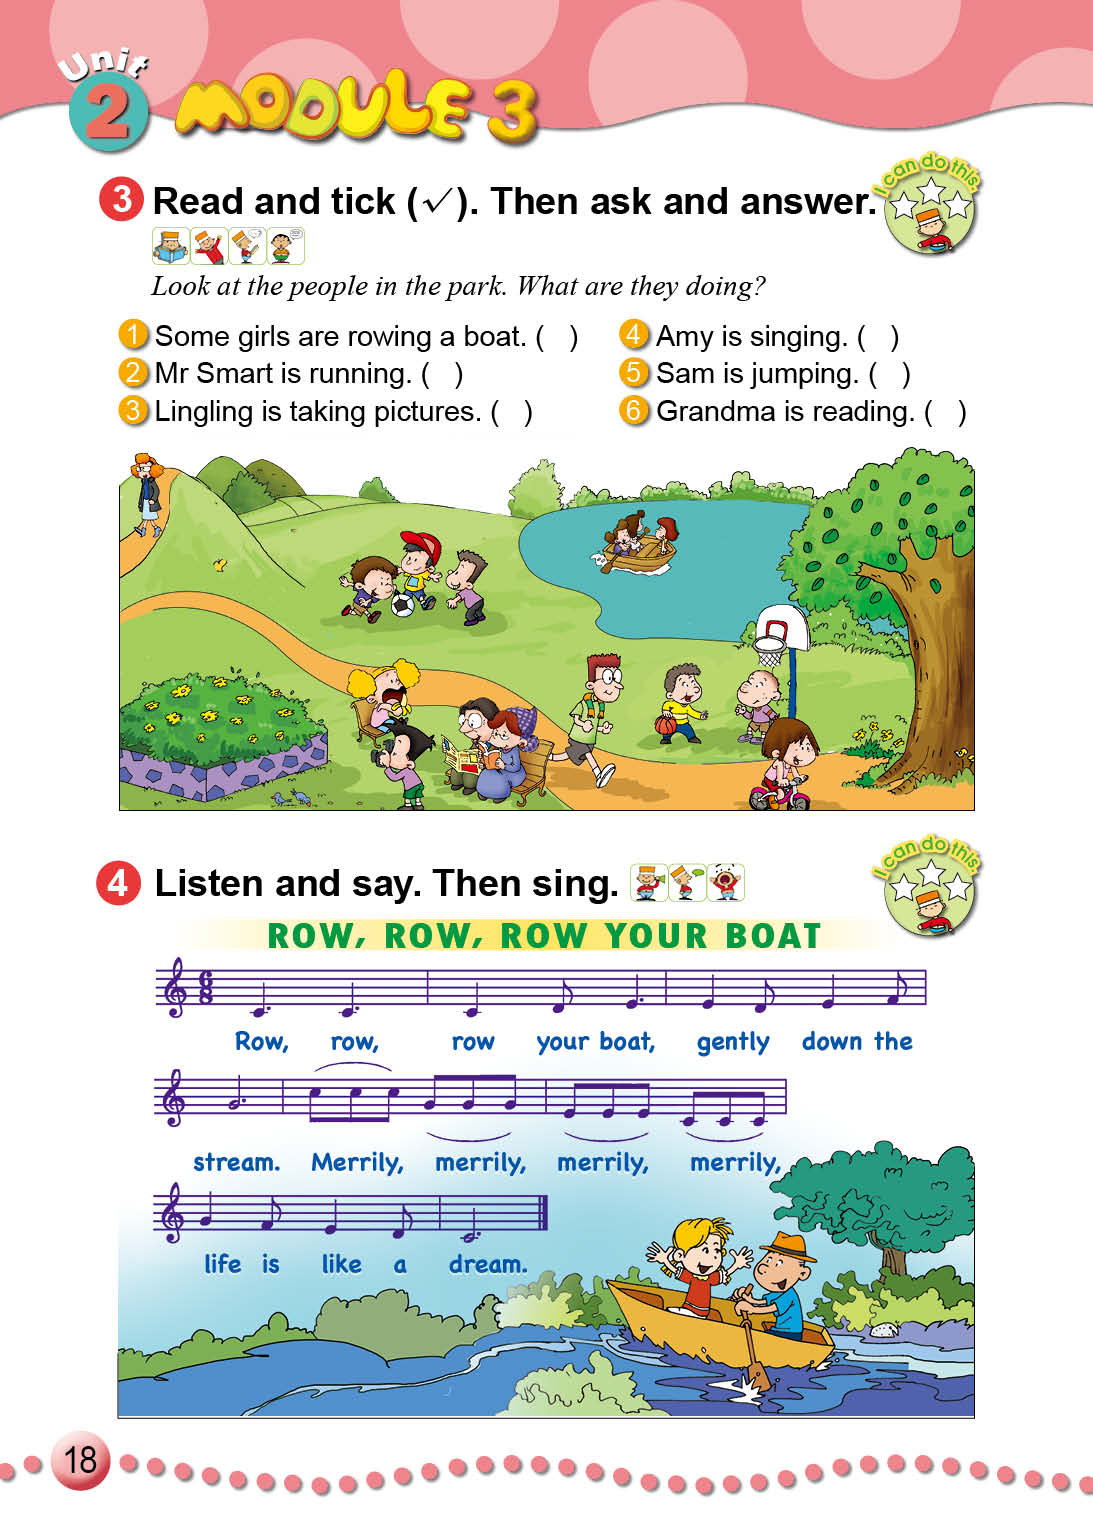 Unit
2 MODULE 3
3 Read and tick (✓). Then ask and answer.
I can do this.
Look at the people in the park. What are they doing?
1 Some girls are rowing a boat. (   )
2 Mr Smart is running. (   )
3 Lingling is taking pictures. (   )
4 Amy is singing. (   )
5 Sam is jumping. (   )
6 Grandma is reading. (   )
4 Listen and say. Then sing.
I can do this.
ROW, ROW, ROW YOUR BOAT
6
8
Row, row, row your boat, gently down the
stream. Merrily, merrily, merrily, merrily,
life is like a dream.
18